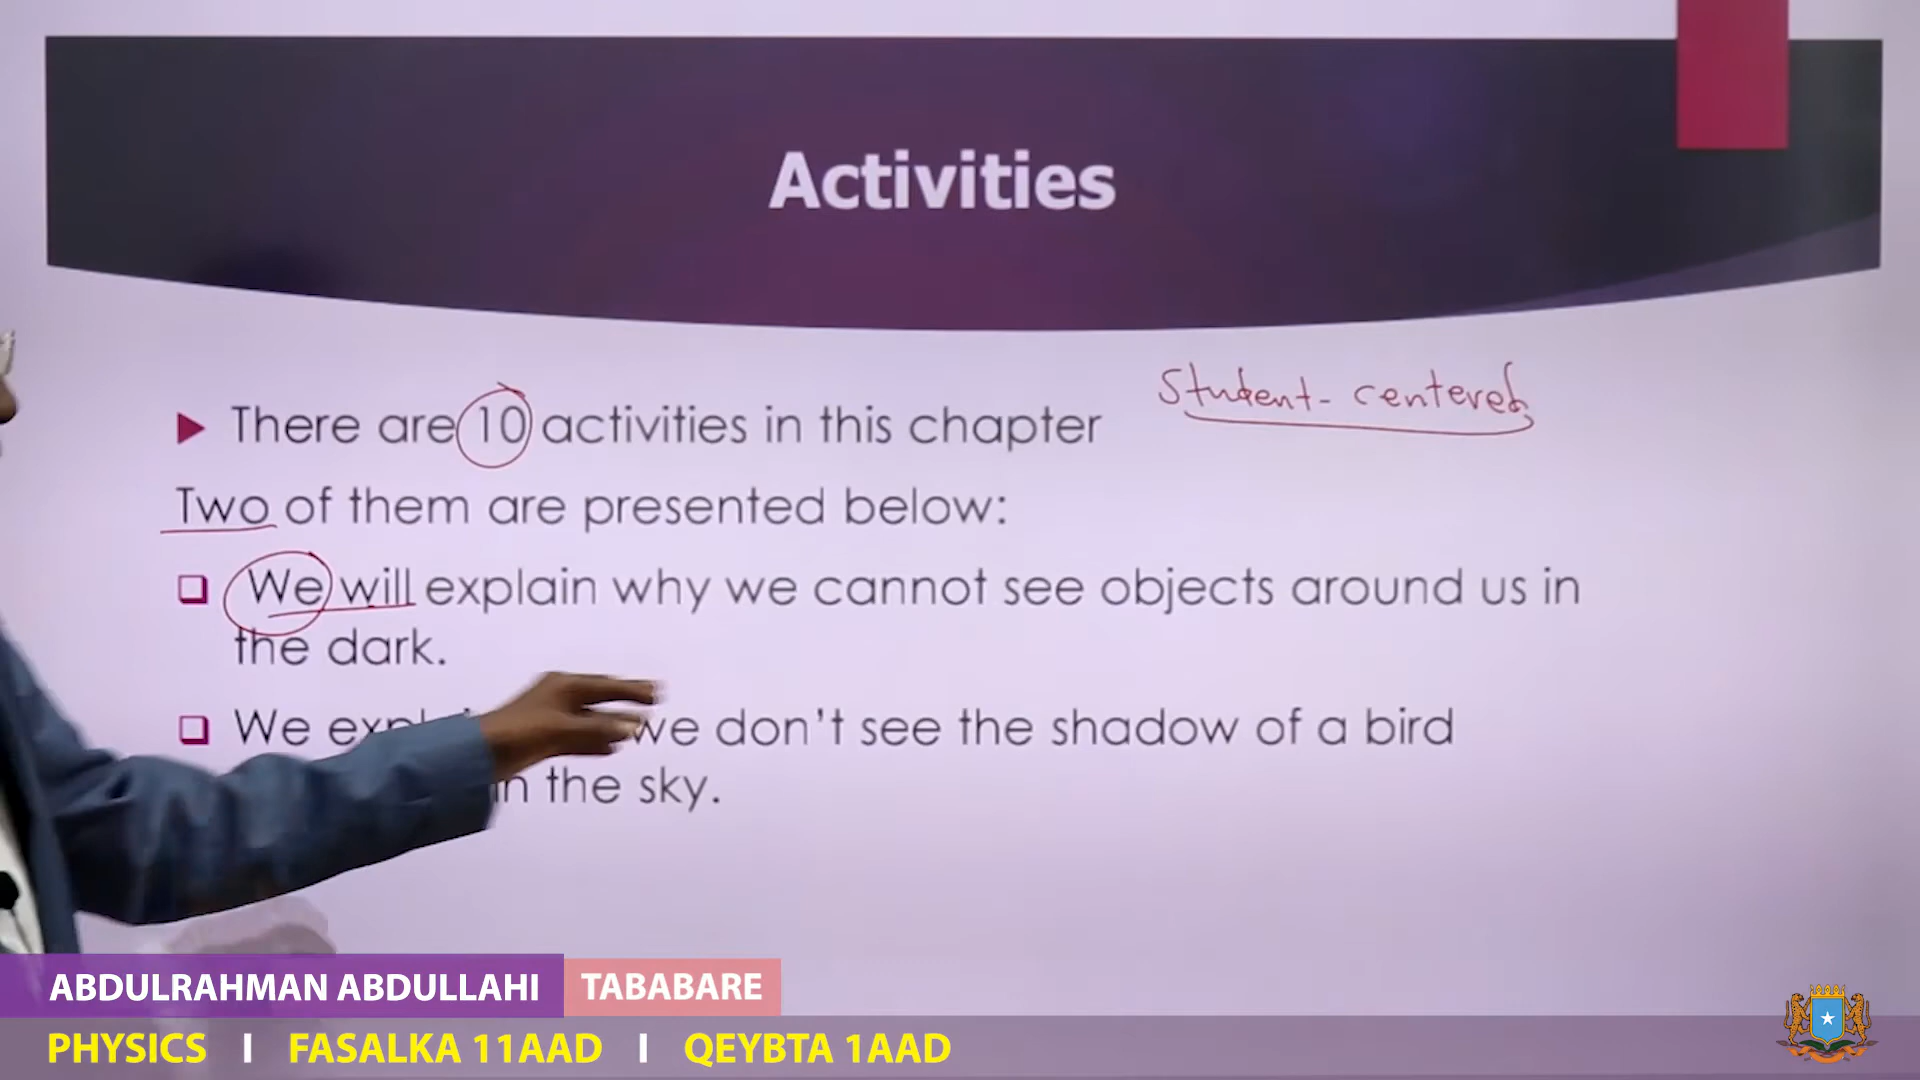 Activities
Student-centered
There are 10 activities in this chapter
Two of them are presented below:
We will explain why we cannot see objects around us in
the dark.
We we don't see the shadow of a bird
in the sky.
ABDULRAHMAN ABDULLAHI TABABARE
PHYSICS I FASALKA 11AAD I QEYBTA 1AAD